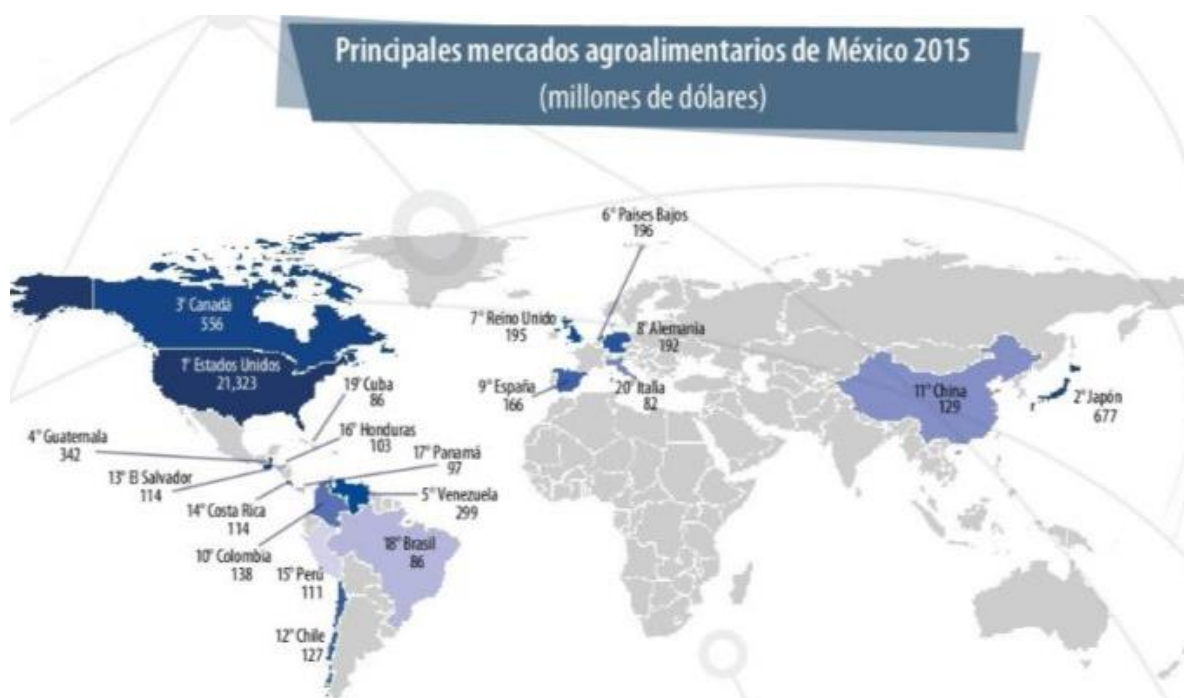 Principales mercados agroalimentarios de México 2015
(millones de dólares)
6° Países Bajos
196
3° Canadá
556
7° Reino Unido
195
8° Alemania
192
1° Estados Unidos
21,323
19° Cuba
86
9° España
166
20° Italia
82
11° China
129
2° Japón
677
4° Guatemala
342
16° Honduras
103
13° El Salvador
114
17° Panamá
97
14° Costa Rica
114
5° Venezuela
299
10° Colombia
138
18° Brasil
86
15° Perú
111
12° Chile
127